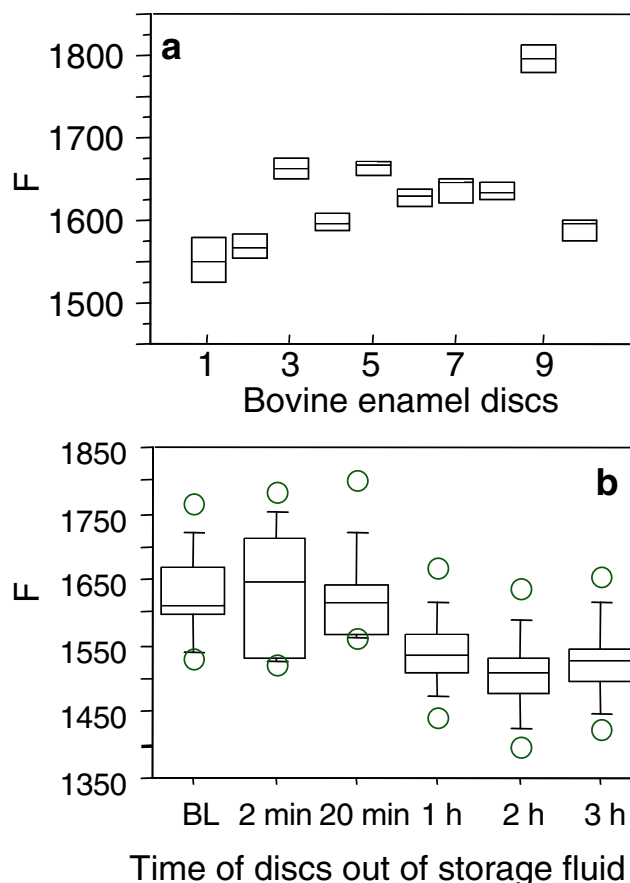 a
1800
1700
F
1600
1500
1 3 5 7 9
Bovine enamel discs
1850
b
1750
1650
F
1550
1450
1350
BL 2 min 20 min 1 h 2 h 3 h
Time of discs out of storage fluid